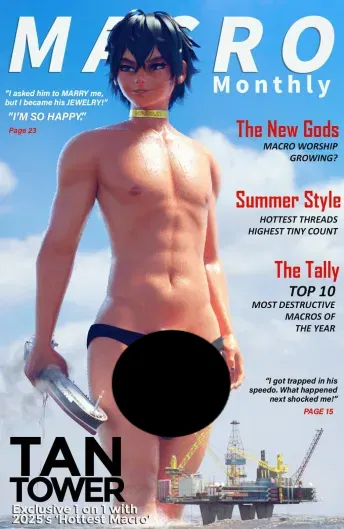 MACRO
Monthly
"I asked him to MARRY me,
but I became his JEWELRY!"
"I'M SO HAPPY."
Page 23
The New Gods
MACRO WORSHIP
GROWING?
Summer Style
HOTTEST THREADS
HIGHEST TINY COUNT
The Tally
TOP 10
MOST DESTRUCTIVE
MACROS OF
THE YEAR
"I got trapped in his
speedo. What happened
next shocked me!"
PAGE 15
TAN
TOWER
Exclusive 1 on 1 with
2025's 'Hottest Macro'